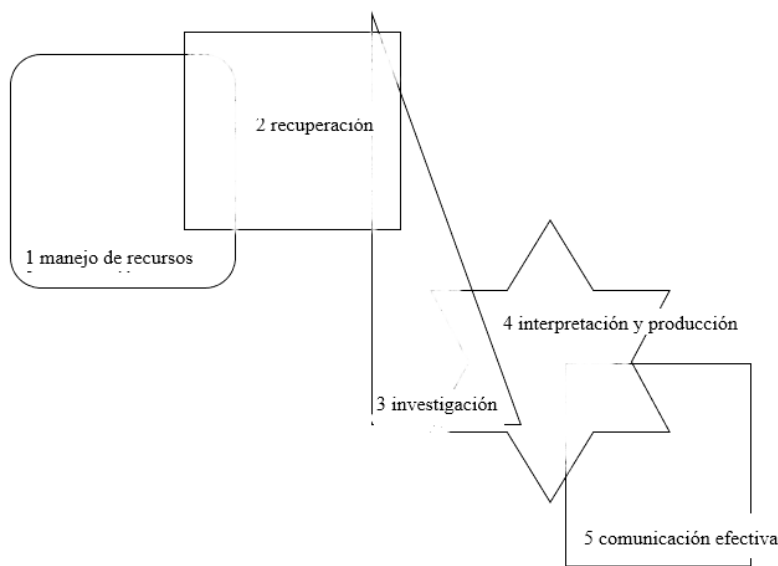 2 recuperación
1 manejo de recursos
4 interpretación y producción
3 investigación
5 comunicación efectiva